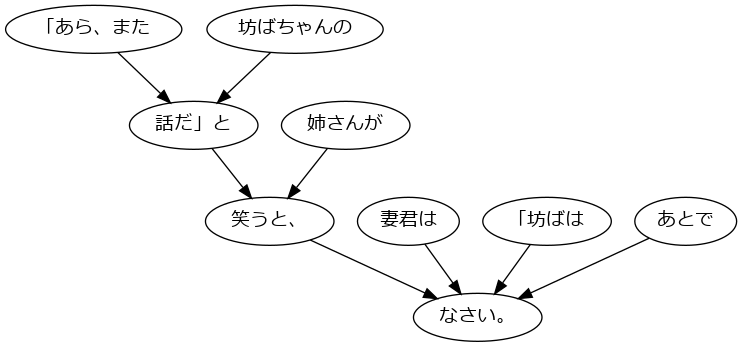 「あら、また
坊ばちゃんの
話だ」と
姉さんが
笑うと、
妻君は
「坊ばは
あとで
なさい。